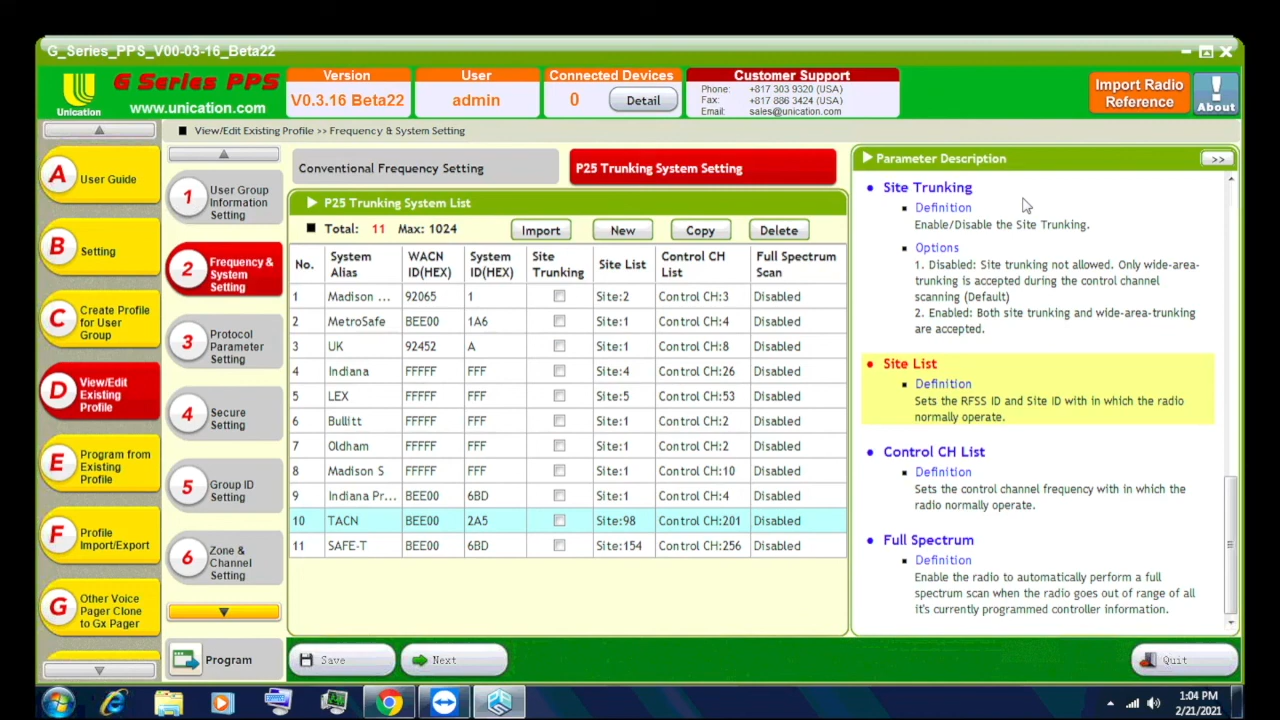 G_Series_PPS_V00-03-16_Beta22
Unication
G Series PPS
www.unication.com
Version
V0.3.16 Beta22
User
admin
Connected Devices
0
Detail
Customer Support
Phone: +817 303 9320 (USA)
Fax: +817 886 3424 (USA)
Email: sales@unication.com
Import Radio
Reference
!
About
View/Edit Existing Profile >> Frequency & System Setting
A
User Guide
B
Setting
C
Create Profile
for User
Group
D
View/Edit
Existing
Profile
E
Program from
Existing
Profile
F
Profile
Import/Export
G
Other Voice
Pager Clone
to Gx Pager
1
User Group
Information
Setting
2
Frequency &
System
Setting
3
Protocol
Parameter
Setting
4
Secure
Setting
5
Group ID
Setting
6
Zone &
Channel
Setting
Program
Conventional Frequency Setting
P25 Trunking System Setting
P25 Trunking System List
Total: 11 Max: 1024
Import
New
Copy
Delete
No. System Alias WACN ID(HEX) System ID(HEX) Site Trunking Site List Control CH List Full Spectrum Scan
1 Madison ... 92065 1 Site:2 Control CH:3 Disabled
2 MetroSafe BEE00 1A6 Site:1 Control CH:4 Disabled
3 UK 92452 A Site:1 Control CH:8 Disabled
4 Indiana FFFFF FFF Site:4 Control CH:26 Disabled
5 LEX FFFFF FFF Site:5 Control CH:53 Disabled
6 Bullitt FFFFF FFF Site:1 Control CH:2 Disabled
7 Oldham FFFFF FFF Site:1 Control CH:2 Disabled
8 Madison S FFFFF FFF Site:1 Control CH:10 Disabled
9 Indiana Pr... BEE00 6BD Site:1 Control CH:4 Disabled
10 TACN BEE00 2A5 Site:98 Control CH:201 Disabled
11 SAFE-T BEE00 6BD Site:154 Control CH:256 Disabled
Parameter Description
>>
Site Trunking
Definition
Enable/Disable the Site Trunking.
Options
1. Disabled: Site trunking not allowed. Only wide-area-
trunking is accepted during the control channel
scanning (Default)
2. Enabled: Both site trunking and wide-area-trunking
are accepted.
Site List
Definition
Sets the RFSS ID and Site ID with in which the radio
normally operate.
Control CH List
Definition
Sets the control channel frequency with in which the
radio normally operate.
Full Spectrum
Definition
Enable the radio to automatically perform a full
spectrum scan when the radio goes out of range of all
it's currently programmed controller information.
Save
Next
Quit
1:04 PM
2/21/2021